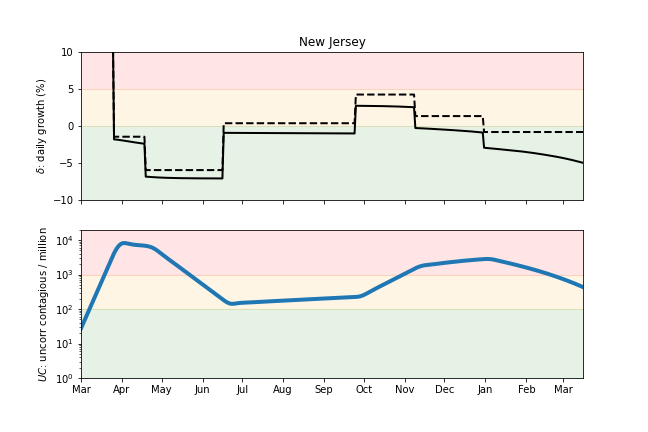 New Jersey
δ: daily growth (%)
10
5
0
−5
−10
UC: uncorr contagious / million
10⁴
10³
10²
10¹
10⁰
Mar Apr May Jun Jul Aug Sep Oct Nov Dec Jan Feb Mar